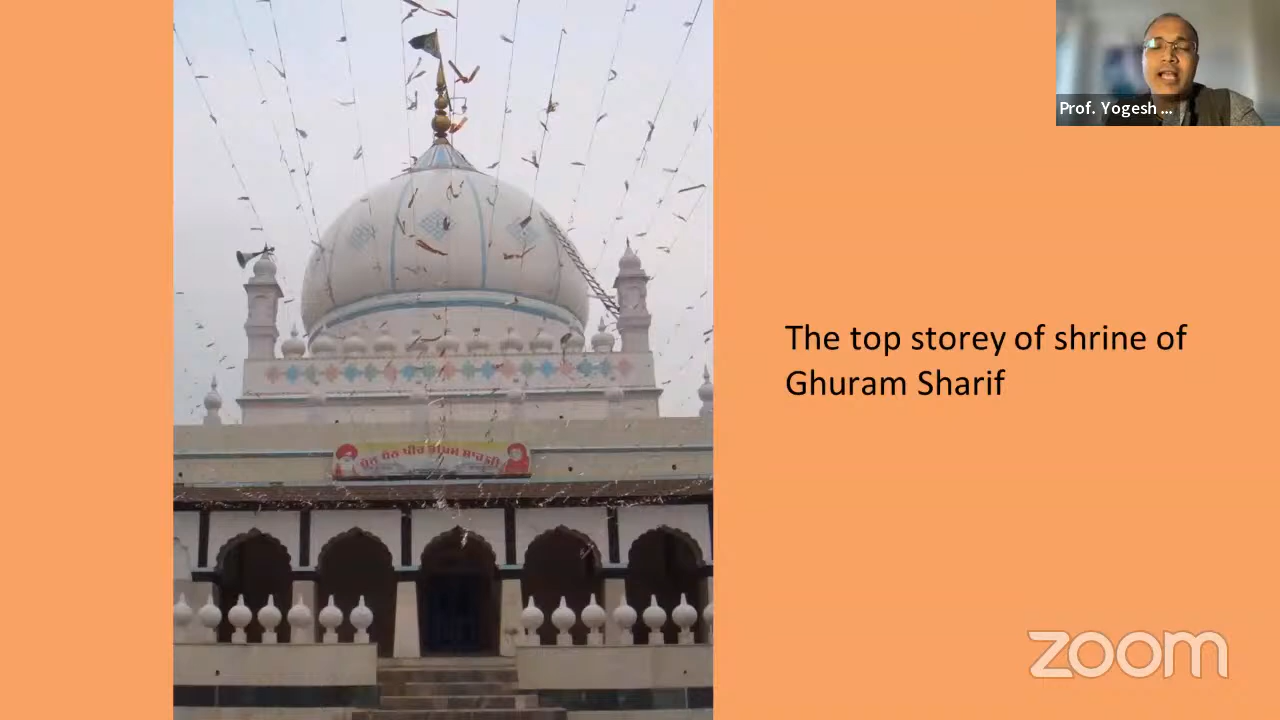 Prof. Yogesh ...
The top storey of shrine of
Ghuram Sharif
ਧੰਨ ਧੰਨ ਪੀਰ
zoom